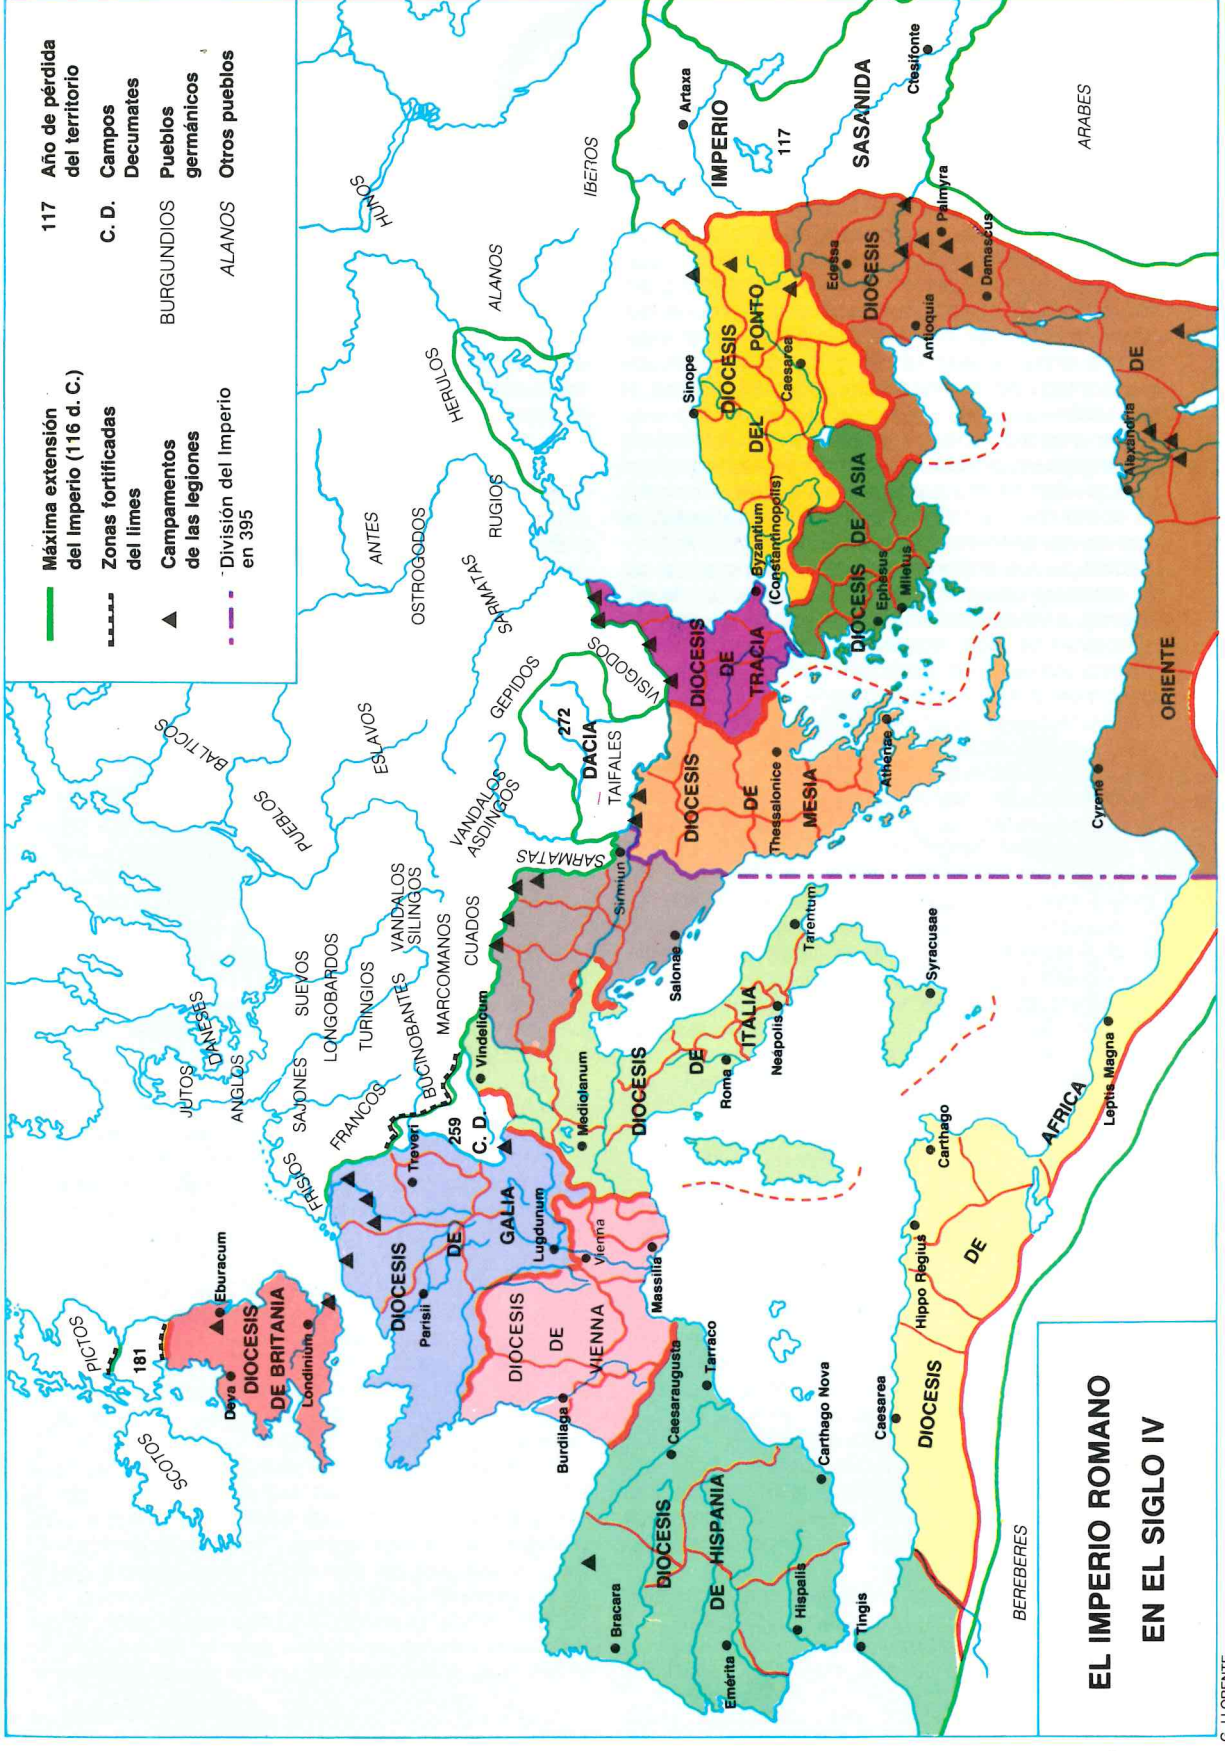 117 Año de pérdida
del territorio
C. D. Campos
Decumates
BURGUNDIOS Pueblos
germánicos
ALANOS Otros pueblos
Máxima extensión
del Imperio (116 d. C.)
Zonas fortificadas
del limes
Campamentos
de las legiones
División del Imperio
en 395
PICTOS
181
SCOTOS
Eburacum
Deva
DIOCESIS
DE BRITANIA
Londinium
JUTOS
DANESES
ANGLOS
SAJONES
FRISIOS
FRANCOS
SUEVOS
LONGOBARDOS
TURINGIOS
BUCINOBANTES
MARCOMANOS
VANDALOS
SILINGOS
CUADOS
PUEBLOS
BALTICOS
ESLAVOS
VANDALOS
ASDINGOS
SARMATAS
GEPIDOS
272
DACIA
TAIFALES
VISIGODOS
SARMATAS
ANTES
OSTROGODOS
RUGIOS
HERULOS
ALANOS
HUNOS
IBEROS
Artaxa
IMPERIO
117
SASANIDA
Ctesifonte
ARABES
DIOCESIS
DE
GALIA
Parisii
Treveri
Lugdunum
259
C. D.
Vindelicum
DIOCESIS
DE
VIENNA
Vienna
Massilia
Burdilaga
DIOCESIS
DE HISPANIA
Bracara
Emérita
Hispalis
Caesaraugusta
Tarraco
Carthago Nova
Tingis
DIOCESIS
DE
ITALIA
Mediolanum
Roma
Neápolis
Tarentum
Syracusae
Salonae
Sirmiun
DIOCESIS
DE
MESIA
Thessalonice
Athenae
DIOCESIS
DE
TRACIA
Byzantium
(Constantinopolis)
DIOCESIS DE ASIA
Ephesus
Miletus
DIOCESIS
DEL PONTO
Sinope
Caesarea
DIOCESIS
DE
ORIENTE
Edessa
Palmyra
Damascus
Antioquia
Alexandria
Cyrene
DIOCESIS
DE
AFRICA
Caesarea
Hippo Regius
Carthago
Leptis Magna
BEREBERES
EL IMPERIO ROMANO
EN EL SIGLO IV